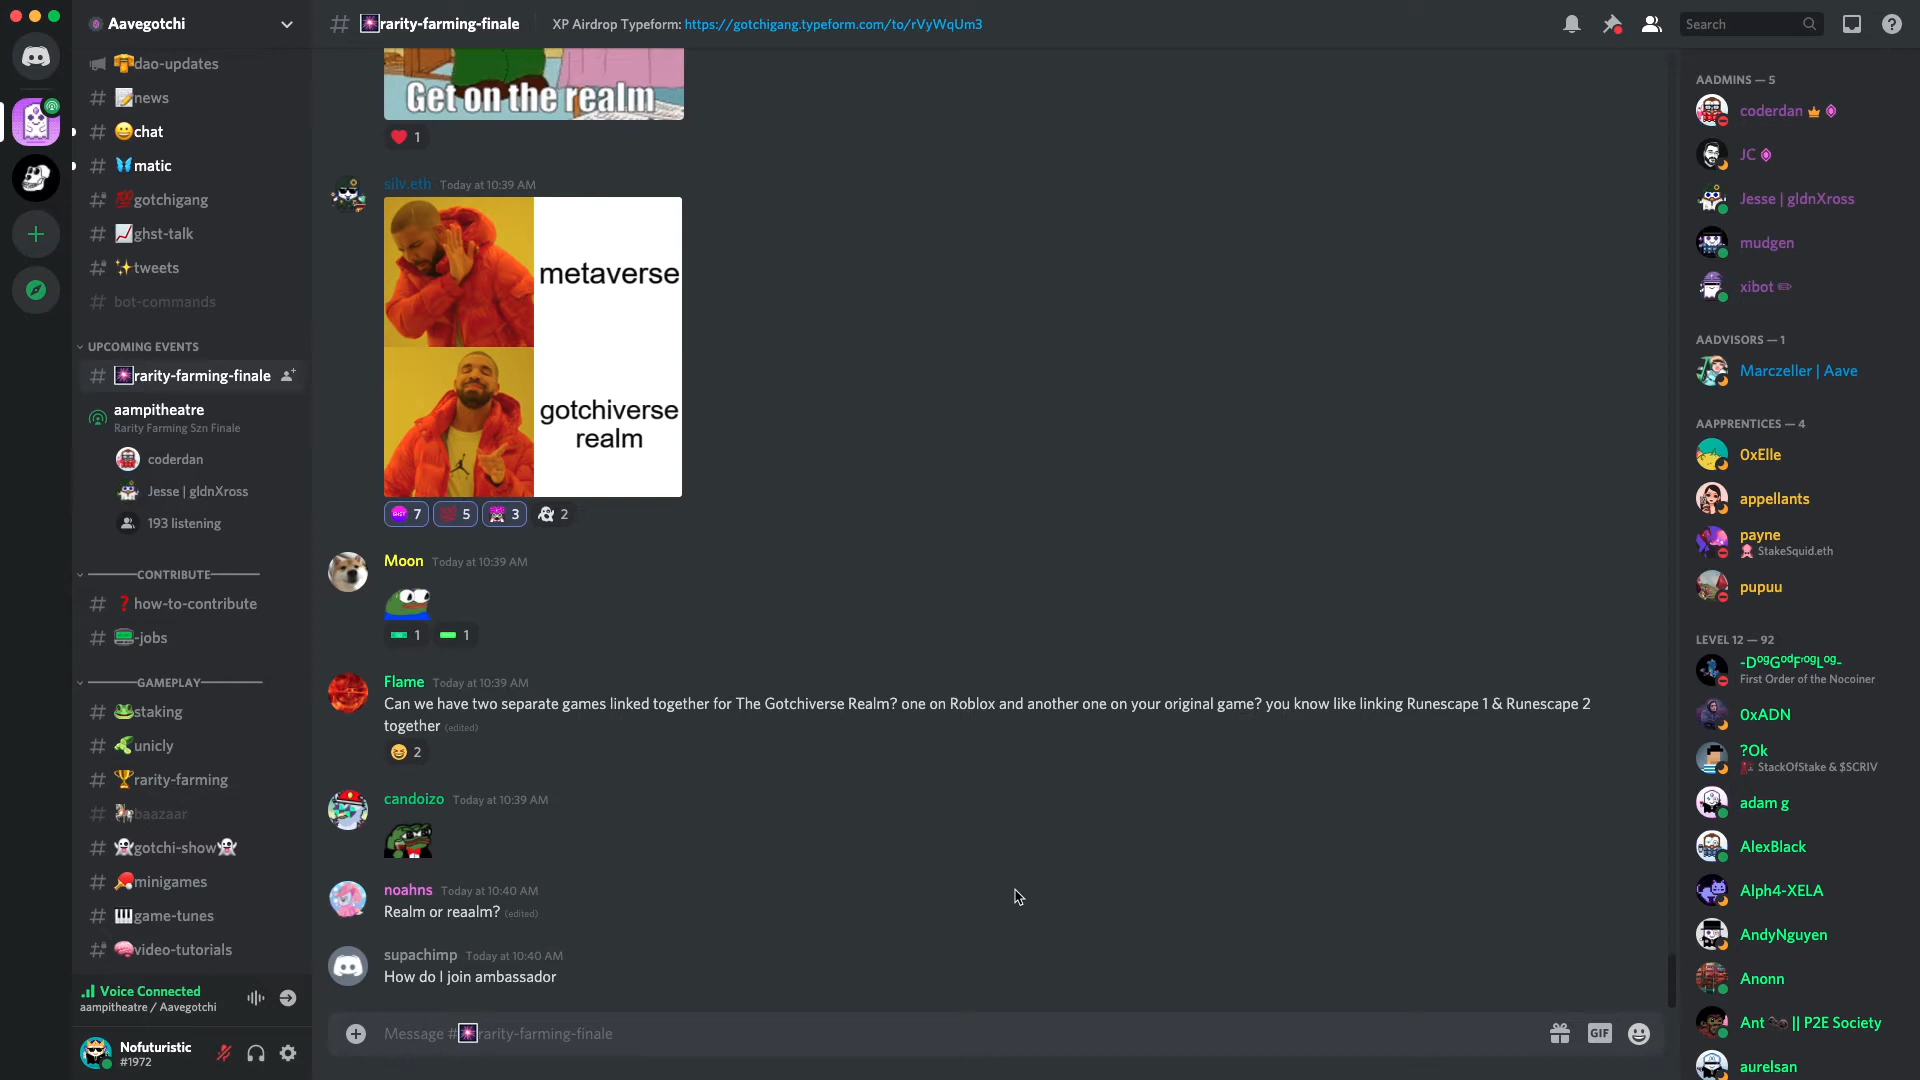 Aavegotchi
dao-updates
news
chat
matic
gotchigang
ghst-talk
tweets
bot-commands
UPCOMING EVENTS
rarity-farming-finale
aampitheatre
Rarity Farming Szn Finale
coderdan
Jesse | gldnXross
193 listening
CONTRIBUTE
how-to-contribute
-jobs
GAMEPLAY
staking
unicly
rarity-farming
baazaar
gotchi-show
minigames
game-tunes
video-tutorials
Voice Connected
aampitheatre / Aavegotchi
Nofuturistic
#1972
rarity-farming-finale
XP Airdrop Typeform: https://gotchigang.typeform.com/to/rVyWqUm3
Search
Get on the realm
1
silv.eth Today at 10:39 AM
metaverse
gotchiverse
realm
7 5 3 2
Moon Today at 10:39 AM
1 1
Flame Today at 10:39 AM
Can we have two separate games linked together for The Gotchiverse Realm? one on Roblox and another one on your original game? you know like linking Runescape 1 & Runescape 2
together (edited)
2
candoizo Today at 10:39 AM
noahns Today at 10:40 AM
Realm or reaalm? (edited)
supachimp Today at 10:40 AM
How do I join ambassador
Message #rarity-farming-finale
GIF
AADMINS — 5
coderdan
JC
Jesse | gldnXross
mudgen
xibot
AADVISORS — 1
Marczeller | Aave
AAPRENTICES — 4
0xElle
appellants
payne
StakeSquid.eth
pupuu
LEVEL 12 — 92
-DᵒᵍGᵒᵈFʳᵒᵍLᵒᵍ-
First Order of the Nocoiner
0xADN
?Ok
StackOfStake & $SCRIV
adam g
AlexBlack
Alph4-XELA
AndyNguyen
Anonn
Ant || P2E Society
aurelsan